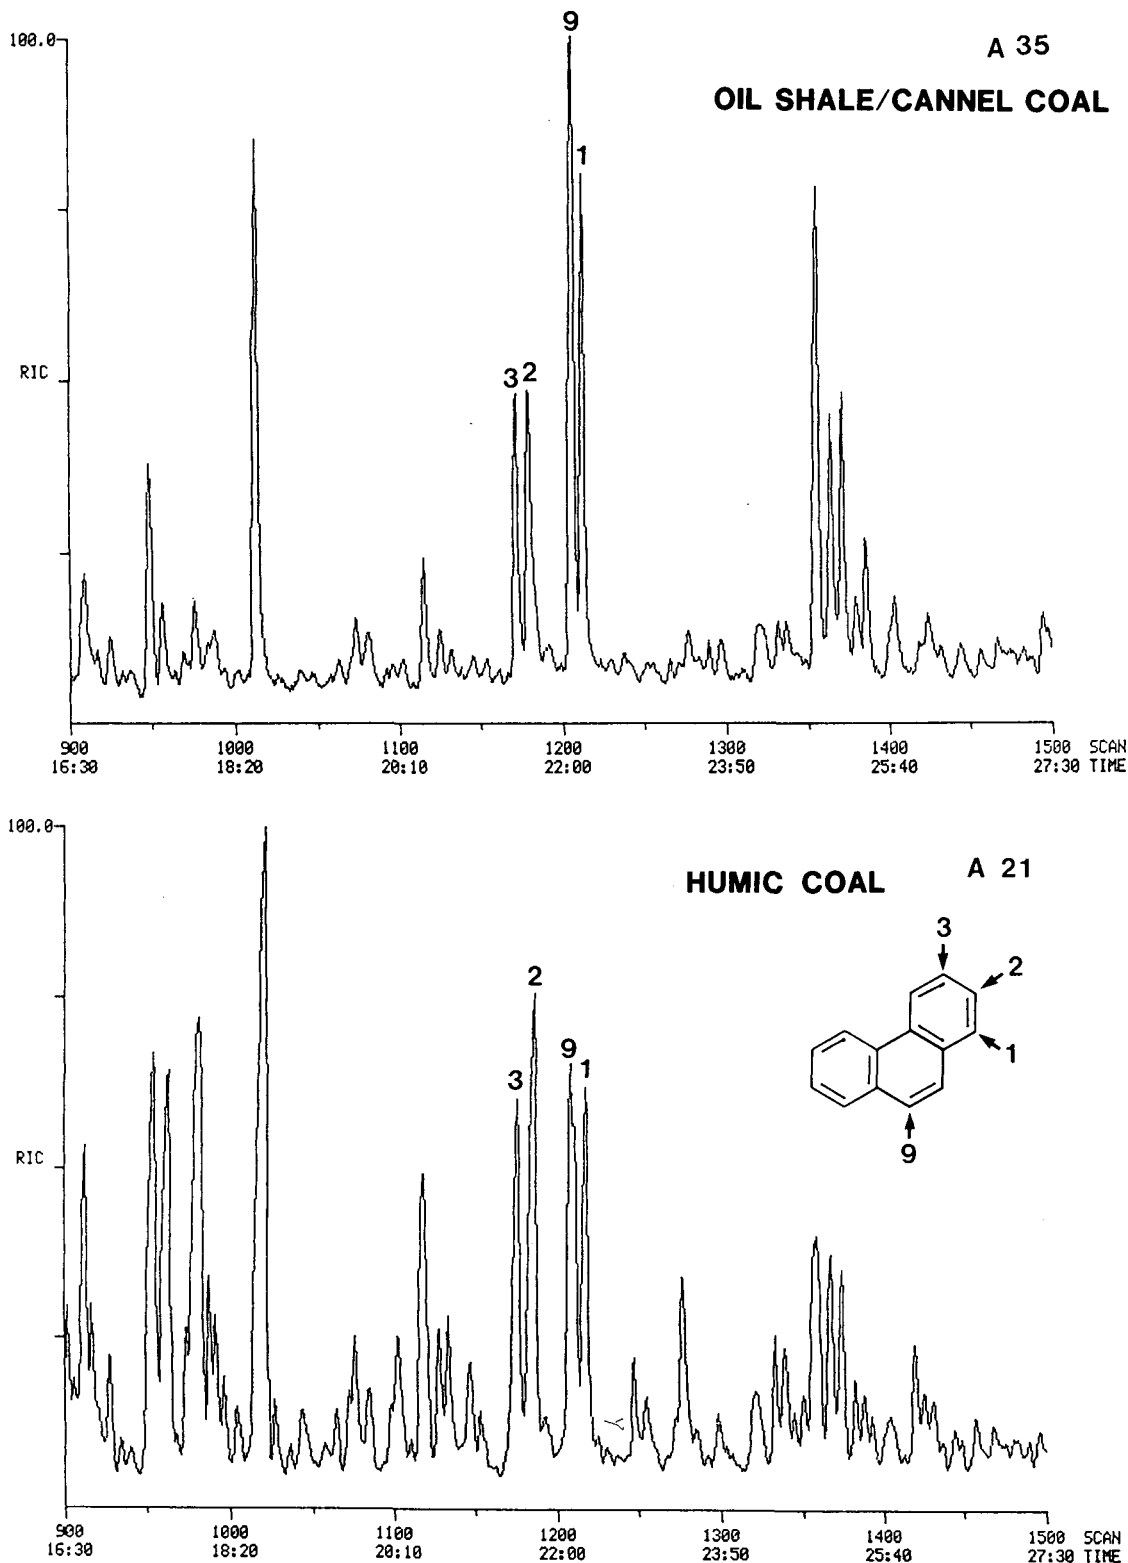 9
100.0
A 35
OIL SHALE/CANNEL COAL
1
RIC
3 2
900 1000 1100 1200 1300 1400 1500 SCAN
16:30 18:20 20:10 22:00 23:50 25:40 27:30 TIME
100.0
A 21
HUMIC COAL
3
2
2
9
1
3
1
RIC
9
900 1000 1100 1200 1300 1400 1500 SCAN
16:30 18:20 20:10 22:00 23:50 25:40 27:30 TIME